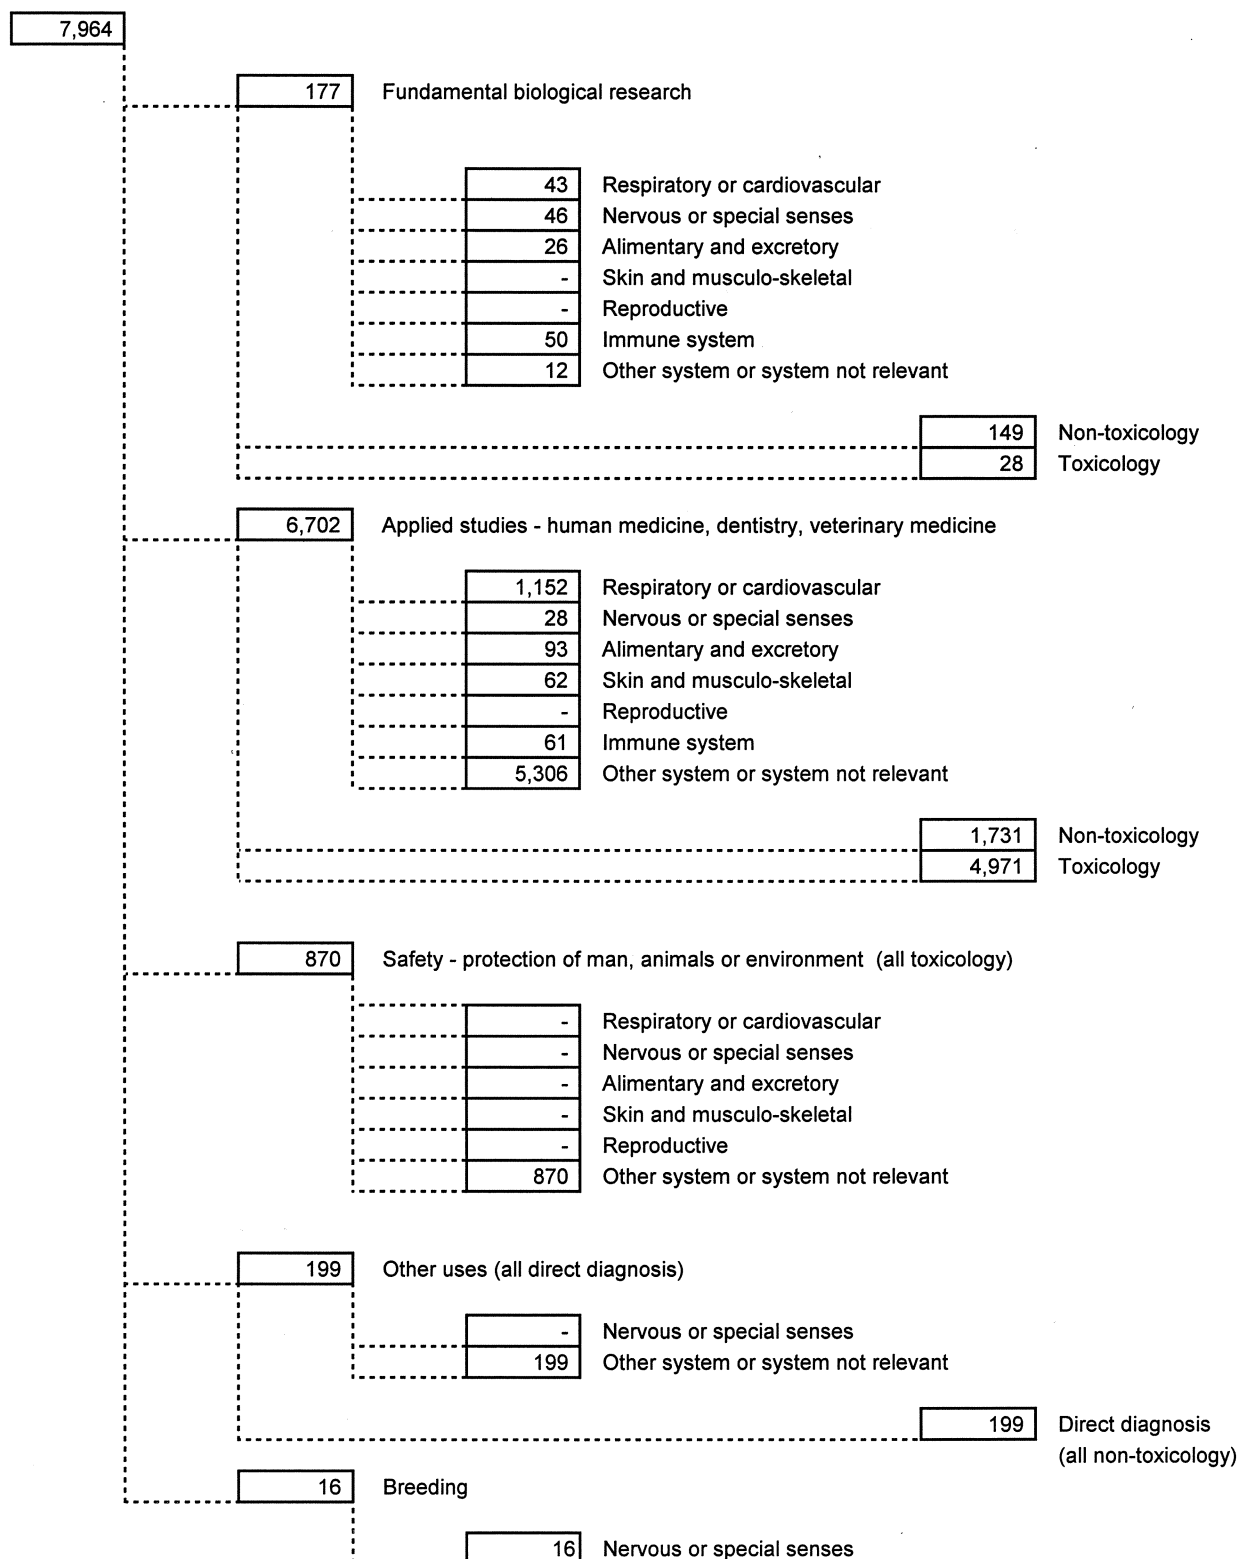 7,964
177 Fundamental biological research
43 Respiratory or cardiovascular
46 Nervous or special senses
26 Alimentary and excretory
- Skin and musculo-skeletal
- Reproductive
50 Immune system
12 Other system or system not relevant
149 Non-toxicology
28 Toxicology
6,702 Applied studies - human medicine, dentistry, veterinary medicine
1,152 Respiratory or cardiovascular
28 Nervous or special senses
93 Alimentary and excretory
62 Skin and musculo-skeletal
- Reproductive
61 Immune system
5,306 Other system or system not relevant
1,731 Non-toxicology
4,971 Toxicology
870 Safety - protection of man, animals or environment (all toxicology)
- Respiratory or cardiovascular
- Nervous or special senses
- Alimentary and excretory
- Skin and musculo-skeletal
- Reproductive
870 Other system or system not relevant
199 Other uses (all direct diagnosis)
- Nervous or special senses
199 Other system or system not relevant
199 Direct diagnosis
(all non-toxicology)
16 Breeding
16 Nervous or special senses